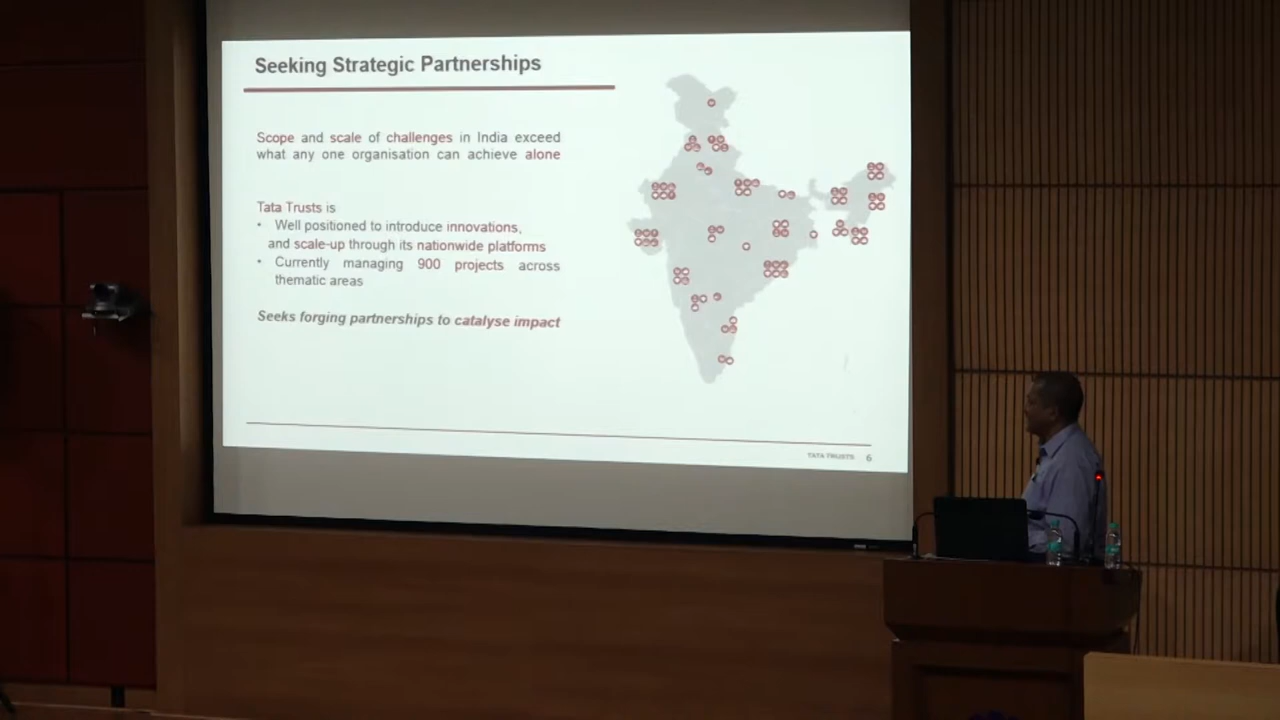 Seeking Strategic Partnerships
Scope and scale of challenges in India exceed
what any one organisation can achieve alone
Tata Trusts is
• Well positioned to introduce innovations,
and scale-up through its nationwide platforms
• Currently managing 900 projects across
thematic areas
Seeks forging partnerships to catalyse impact
TATA TRUSTS 6